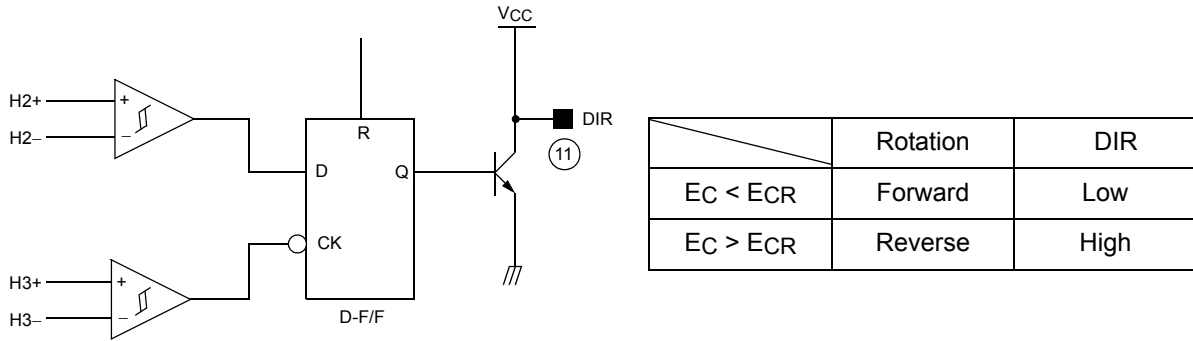 VCC
H2+
H2−
+
−
R
D
Q
DIR
11
CK
H3+
H3−
+
−
D-F/F
Rotation DIR
EC < ECR Forward Low
EC > ECR Reverse High